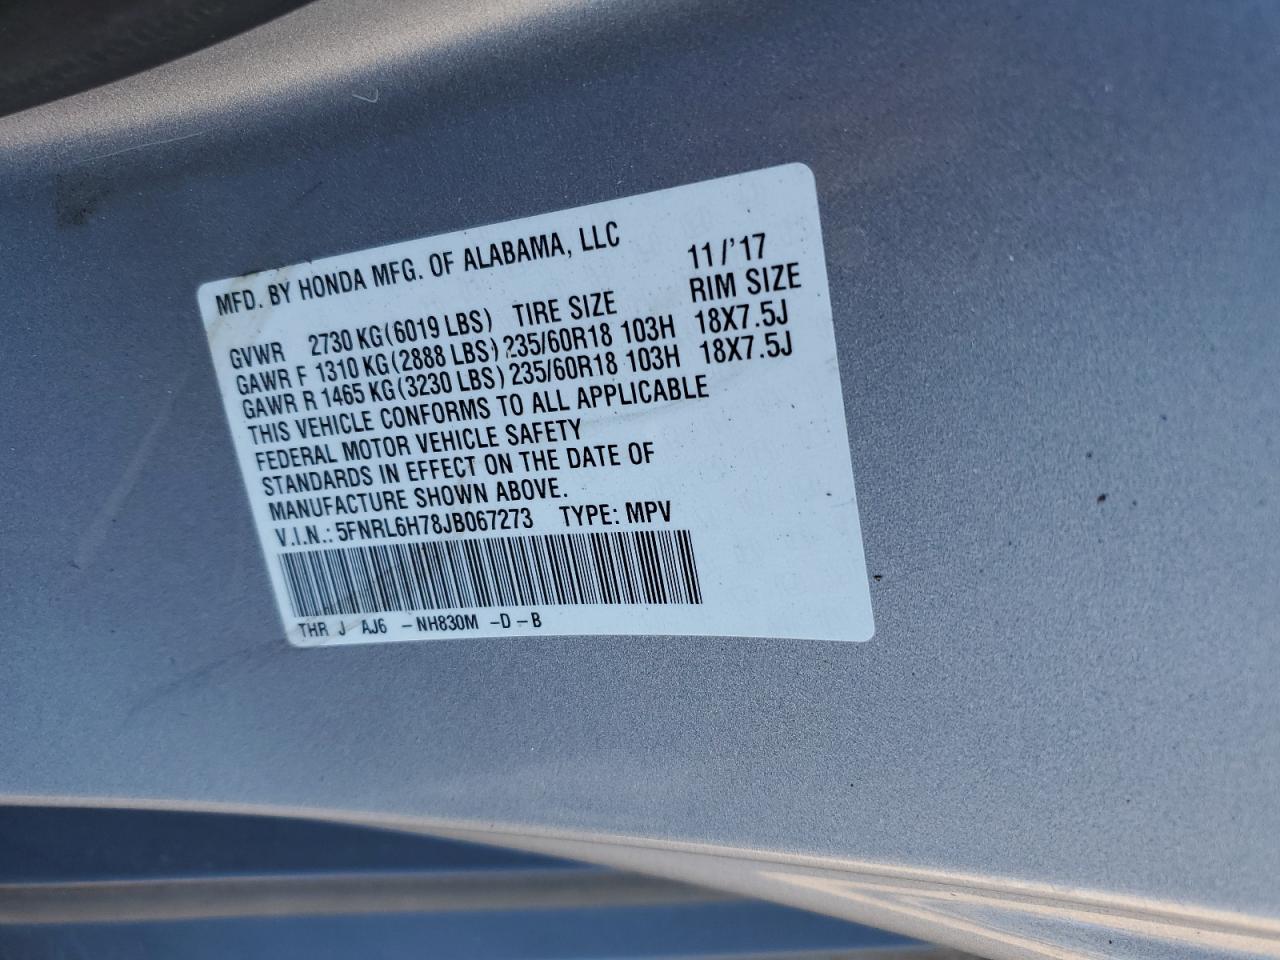 MFD. BY HONDA MFG. OF ALABAMA, LLC 11/'17
GVWR 2730 KG(6019 LBS) TIRE SIZE RIM SIZE
GAWR F 1310 KG(2888 LBS) 235/60R18 103H 18X7.5J
GAWR R 1465 KG(3230 LBS) 235/60R18 103H 18X7.5J
THIS VEHICLE CONFORMS TO ALL APPLICABLE
FEDERAL MOTOR VEHICLE SAFETY
STANDARDS IN EFFECT ON THE DATE OF
MANUFACTURE SHOWN ABOVE.
V.I.N.: 5FNRL6H78JB067273 TYPE: MPV
THR J AJ6 -NH830M -D-B